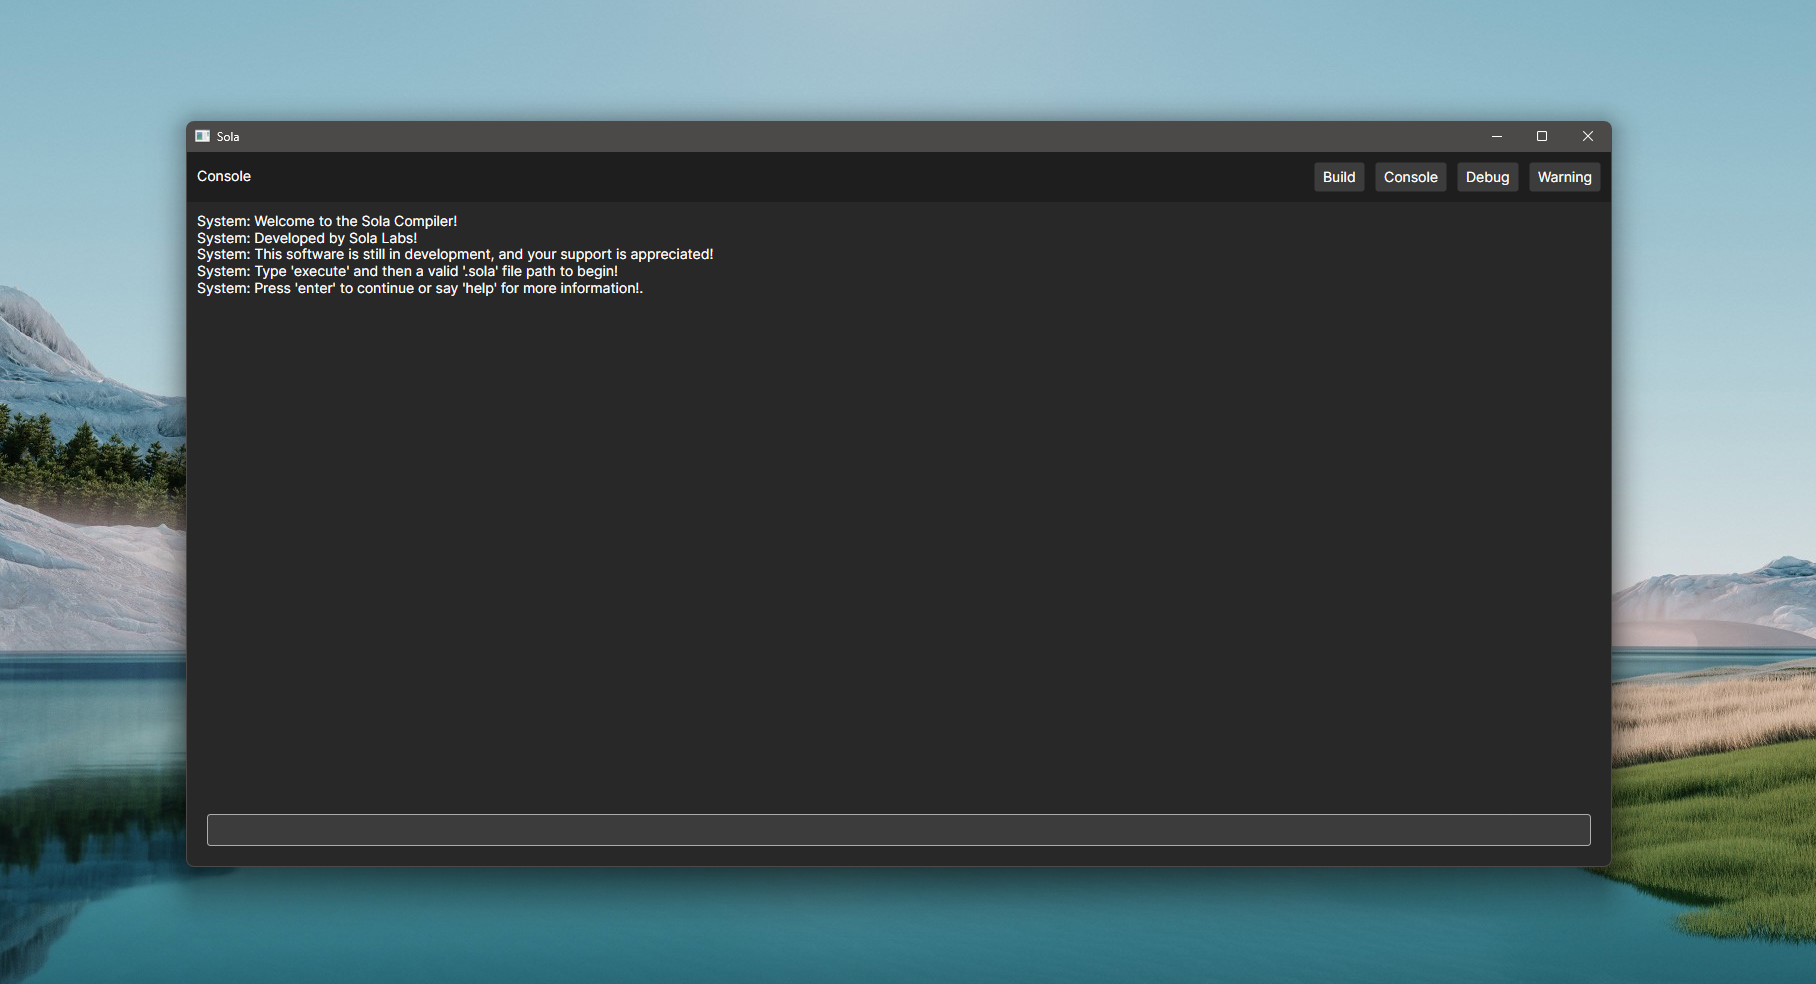 Sola
Console
Build
Console
Debug
Warning
System: Welcome to the Sola Compiler!
System: Developed by Sola Labs!
System: This software is still in development, and your support is appreciated!
System: Type 'execute' and then a valid '.sola' file path to begin!
System: Press 'enter' to continue or say 'help' for more information!.